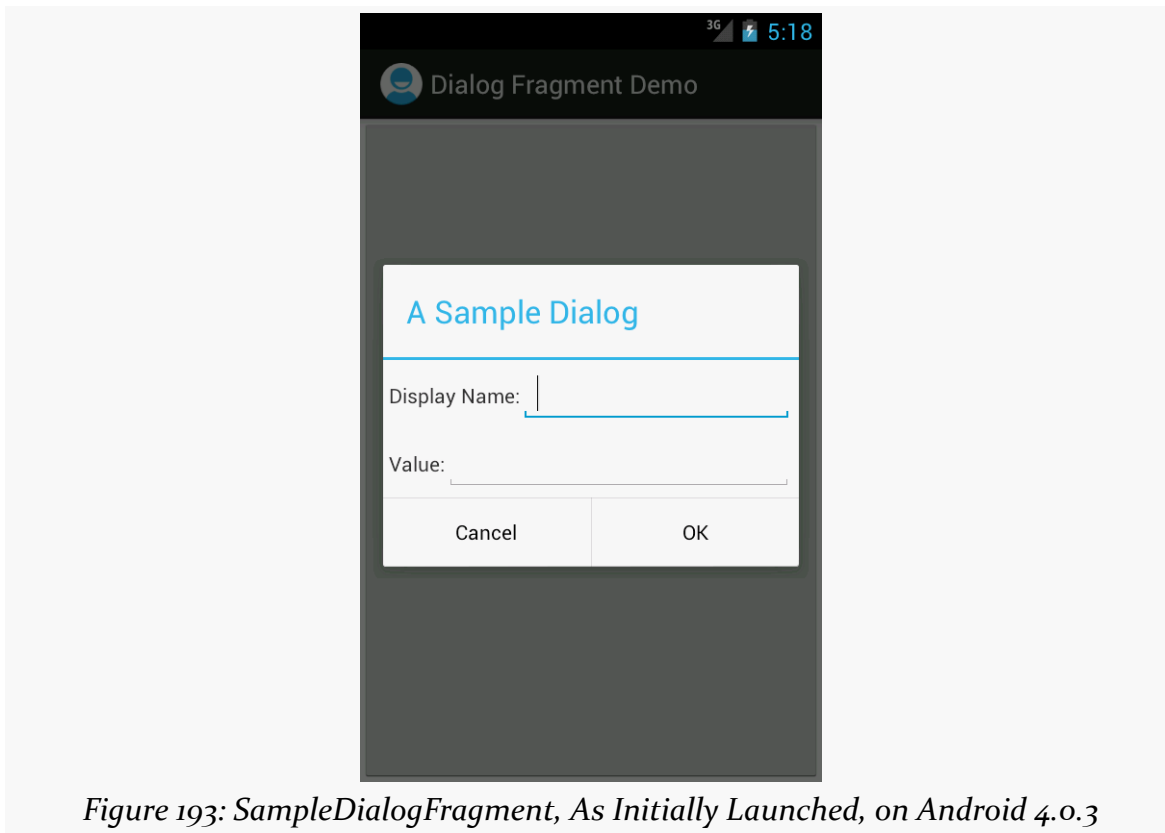 3G 5:18
Dialog Fragment Demo
A Sample Dialog
Display Name:
Value:
Cancel OK
Figure 193: SampleDialogFragment, As Initially Launched, on Android 4.0.3